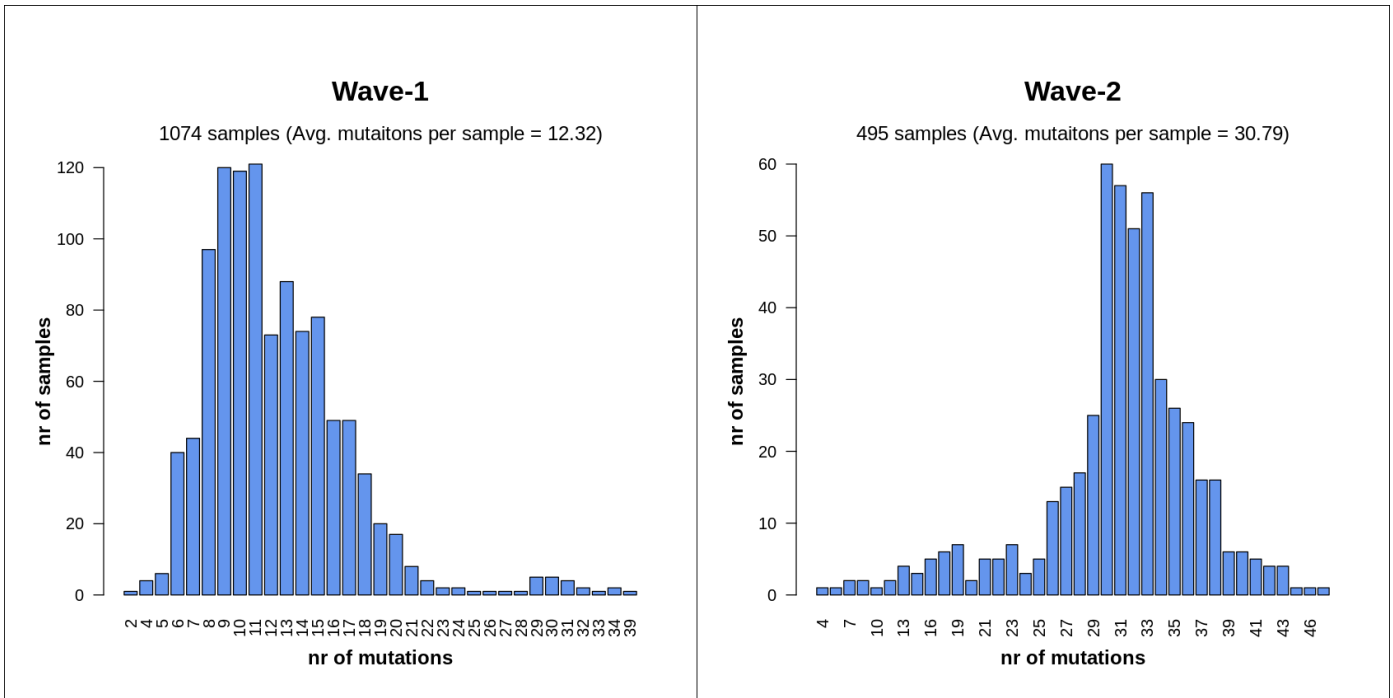 Wave-1
1074 samples (Avg. mutaitons per sample = 12.32)
120
100
80
60
40
20
0
nr of samples
2 4 5 6 7 8 9 10 11 12 13 14 15 16 17 18 19 20 21 22 23 24 25 26 27 28 29 30 31 32 33 34 39
nr of mutations
Wave-2
495 samples (Avg. mutaitons per sample = 30.79)
60
50
40
30
20
10
0
nr of samples
4 7 10 13 16 19 21 23 25 27 29 31 33 35 37 39 41 43 46
nr of mutations